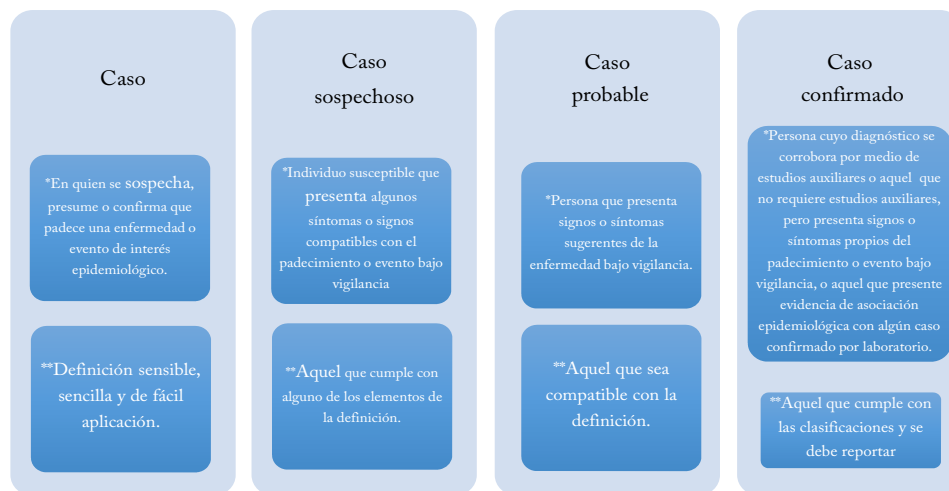 Caso
*En quien se sospecha,
presume o confirma que
padece una enfermedad o
evento de interés
epidemiológico.
**Definición sensible,
sencilla y de fácil
aplicación.
Caso
sospechoso
*Individuo susceptible que
presenta algunos
síntomas o signos
compatibles con el
padecimiento o evento bajo
vigilancia
**Aquel que cumple con
alguno de los elementos de
la definición.
Caso
probable
*Persona que presenta
signos o síntomas
sugerentes de la
enfermedad bajo vigilancia.
**Aquel que sea
compatible con la
definición.
Caso
confirmado
*Persona cuyo diagnóstico se
corrobora por medio de
estudios auxiliares o aquel que
no requiere estudios auxiliares,
pero presenta signos o
síntomas propios del
padecimiento o evento bajo
vigilancia, o aquel que presente
evidencia de asociación
epidemiológica con algún caso
confirmado por laboratorio.
**Aquel que cumple con
las clasificaciones y se
debe reportar